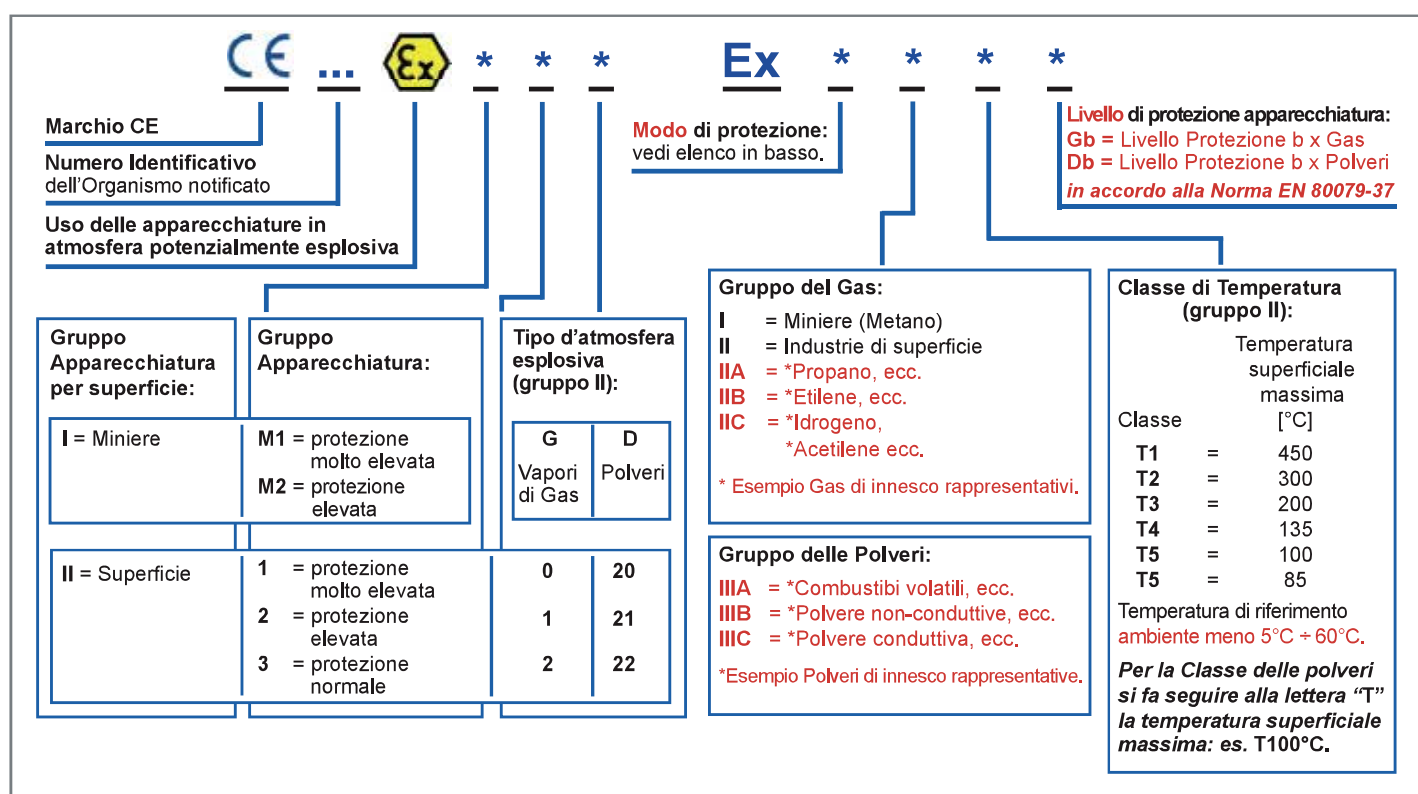 CE ... Ex * * * Ex * * * *
Marchio CE
Numero Identificativo
dell'Organismo notificato
Uso delle apparecchiature in
atmosfera potenzialmente esplosiva
Modo di protezione:
vedi elenco in basso.
Livello di protezione apparecchiatura:
Gb = Livello Protezione b x Gas
Db = Livello Protezione b x Polveri
in accordo alla Norma EN 80079-37
Gruppo
Apparecchiatura
per superficie:
Gruppo
Apparecchiatura:
Tipo d'atmosfera
esplosiva
(gruppo II):
I = Miniere
M1 = protezione
molto elevata
M2 = protezione
elevata
G D
Vapori Polveri
di Gas
II = Superficie
1 = protezione
molto elevata
0 20
2 = protezione
elevata
1 21
3 = protezione
normale
2 22
Gruppo del Gas:
I = Miniere (Metano)
II = Industrie di superficie
IIA = *Propano, ecc.
IIB = *Etilene, ecc.
IIC = *Idrogeno,
*Acetilene ecc.
* Esempio Gas di innesco rappresentativi.
Gruppo delle Polveri:
IIIA = *Combustibi volatili, ecc.
IIIB = *Polvere non-conduttive, ecc.
IIIC = *Polvere conduttiva, ecc.
*Esempio Polveri di innesco rappresentative.
Classe di Temperatura
(gruppo II):
Temperatura
superficiale
massima
Classe [°C]
T1 = 450
T2 = 300
T3 = 200
T4 = 135
T5 = 100
T5 = 85
Temperatura di riferimento
ambiente meno 5°C ÷ 60°C.
Per la Classe delle polveri
si fa seguire alla lettera “T”
la temperatura superficiale
massima: es. T100°C.